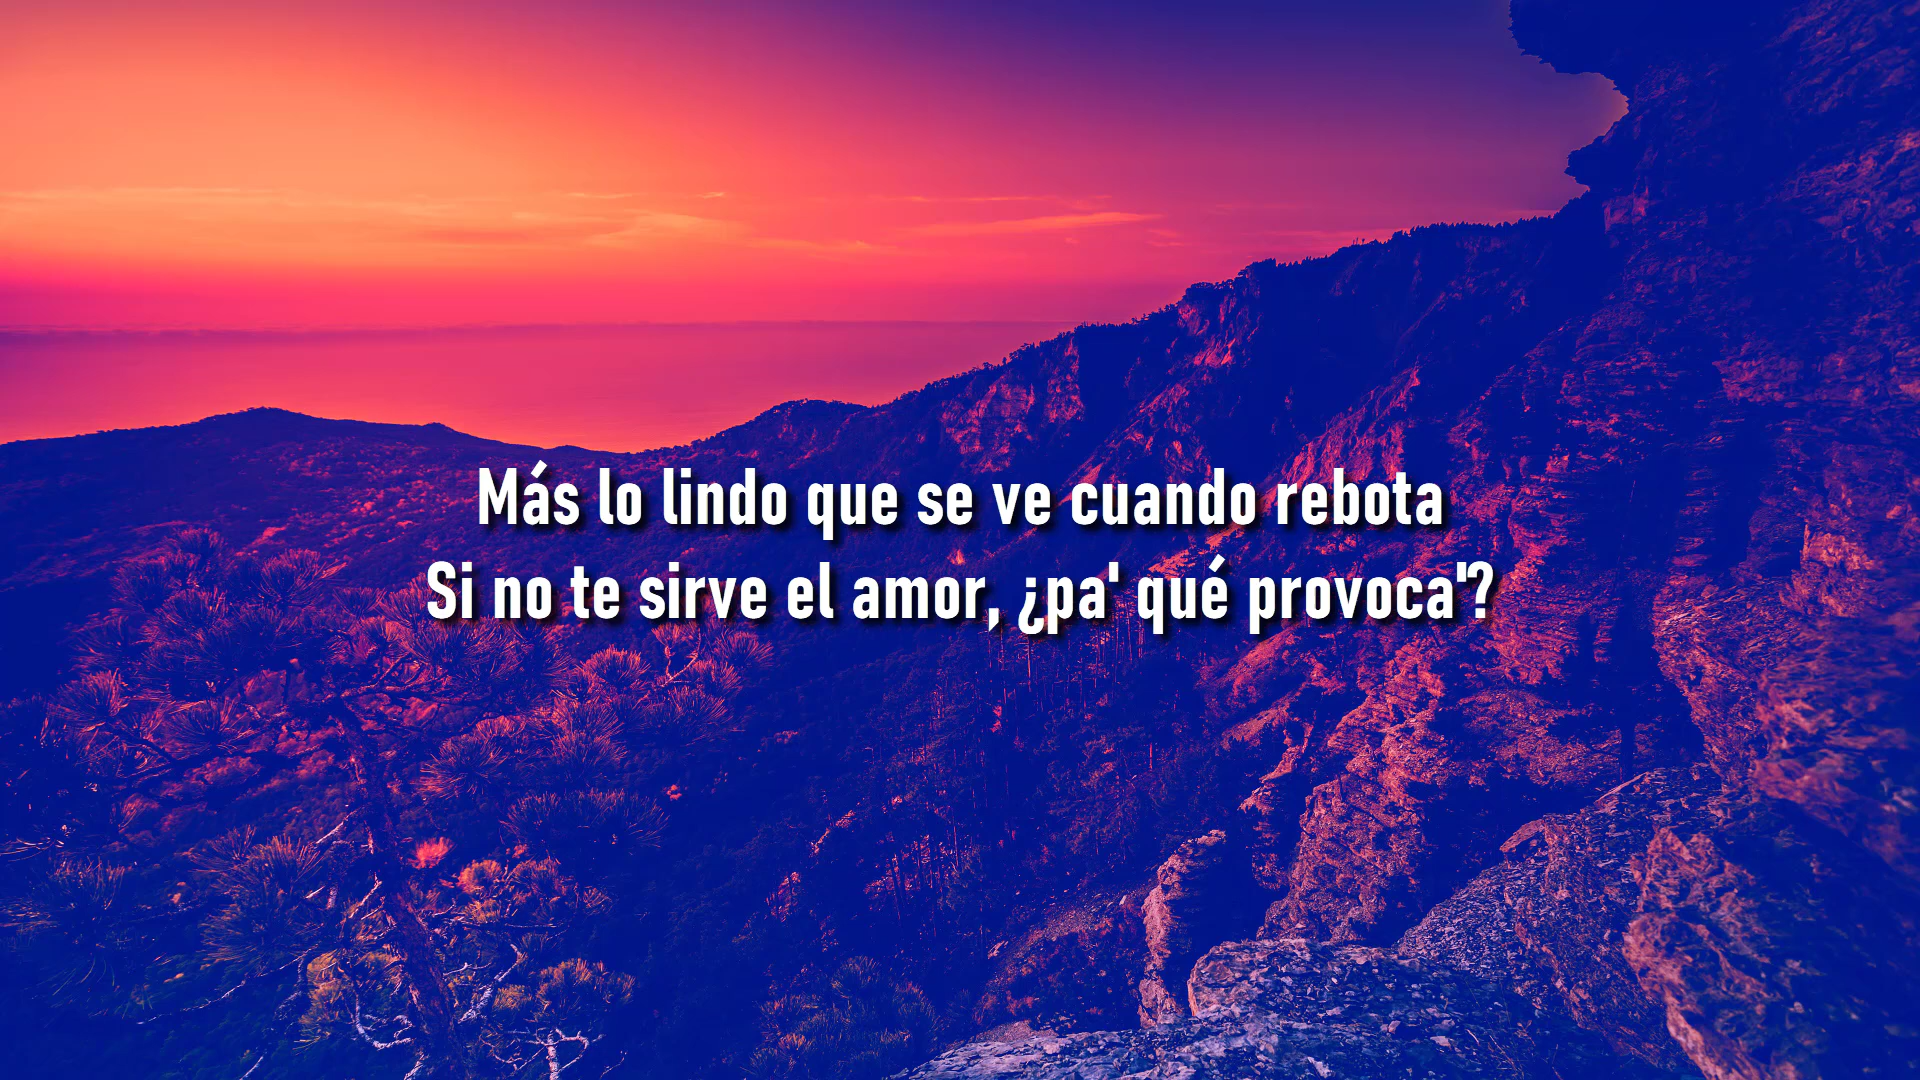 Más lo lindo que se ve cuando rebota
Si no te sirve el amor, ¿pa' qué provoca'?